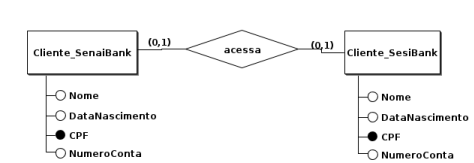 (0,1)
(0,1)
Cliente_SenaiBank
acessa
Cliente_SesiBank
Nome
DataNascimento
CPF
NumeroConta
Nome
DataNascimento
CPF
NumeroConta